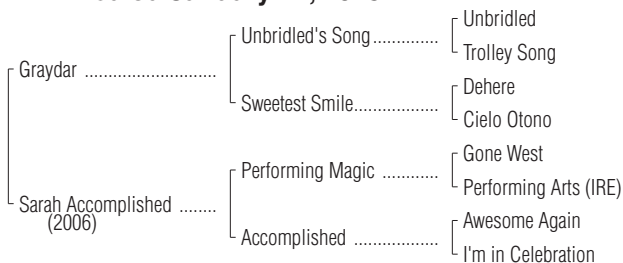 Unbridled
Unbridled's Song..............
Trolley Song
Graydar ............................
Dehere
Sweetest Smile..................
Cielo Otono
Gone West
Performing Magic ............
Performing Arts (IRE)
Sarah Accomplished ........
(2006)
Awesome Again
Accomplished ..................
I'm in Celebration